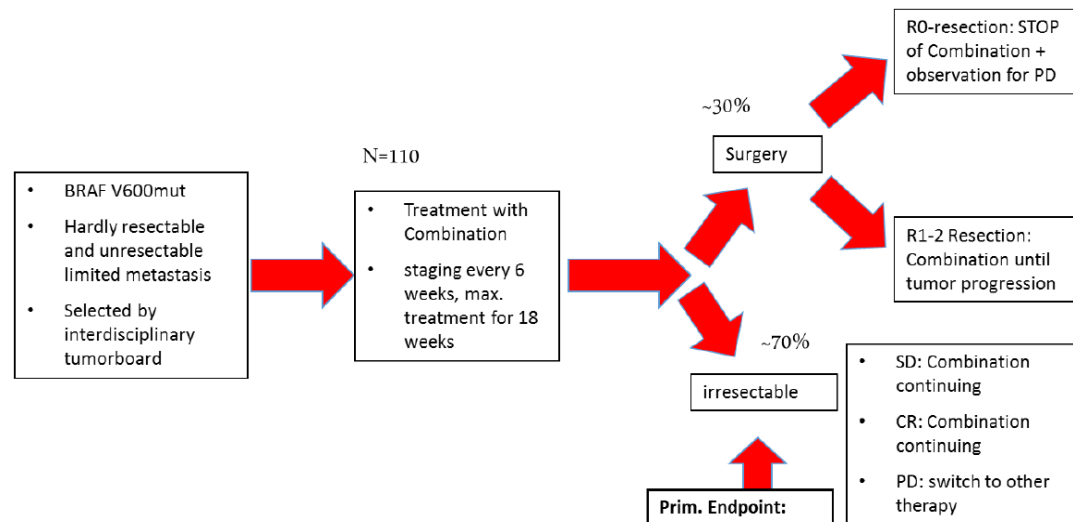 • BRAF V600mut
• Hardly resectable
and unresectable
limited metastasis
• Selected by
interdisciplinary
tumorboard
N=110
• Treatment with
Combination
• staging every 6
weeks, max.
treatment for 18
weeks
~30%
Surgery
R0-resection: STOP
of Combination +
observation for PD
R1-2 Resection:
Combination until
tumor progression
~70%
irresectable
• SD: Combination
continuing
• CR: Combination
continuing
• PD: switch to other
therapy
Prim. Endpoint: